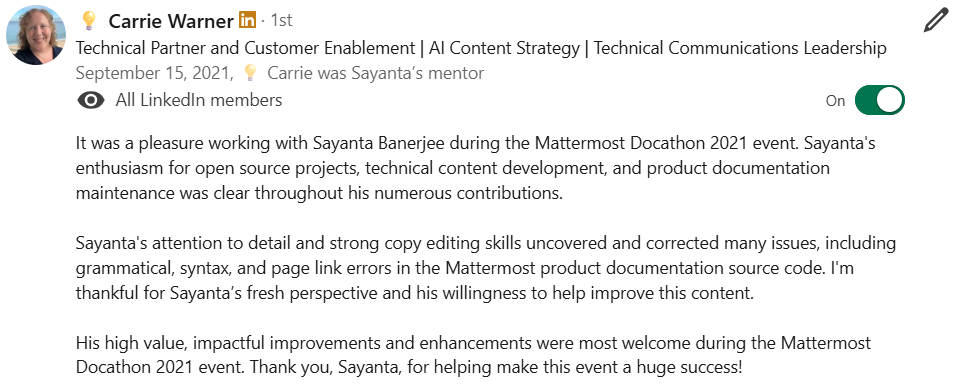 Carrie Warner in · 1st
Technical Partner and Customer Enablement | AI Content Strategy | Technical Communications Leadership
September 15, 2021, Carrie was Sayanta’s mentor
All LinkedIn members On
It was a pleasure working with Sayanta Banerjee during the Mattermost Docathon 2021 event. Sayanta's
enthusiasm for open source projects, technical content development, and product documentation
maintenance was clear throughout his numerous contributions.
Sayanta's attention to detail and strong copy editing skills uncovered and corrected many issues, including
grammatical, syntax, and page link errors in the Mattermost product documentation source code. I'm
thankful for Sayanta’s fresh perspective and his willingness to help improve this content.
His high value, impactful improvements and enhancements were most welcome during the Mattermost
Docathon 2021 event. Thank you, Sayanta, for helping make this event a huge success!